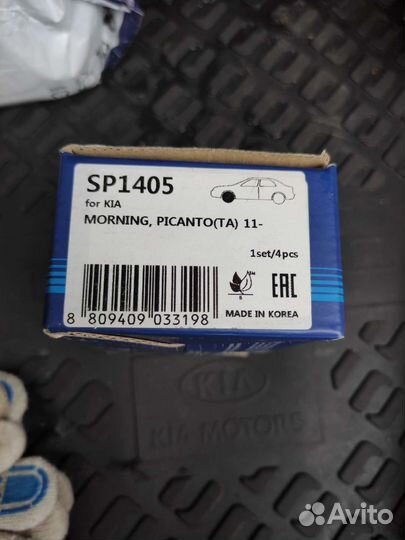 SP1405
for KIA
MORNING, PICANTO(TA) 11-
1set/4pcs
8 809409 033198
EAC
MADE IN KOREA
KIA
KIA MOTORS
Avito